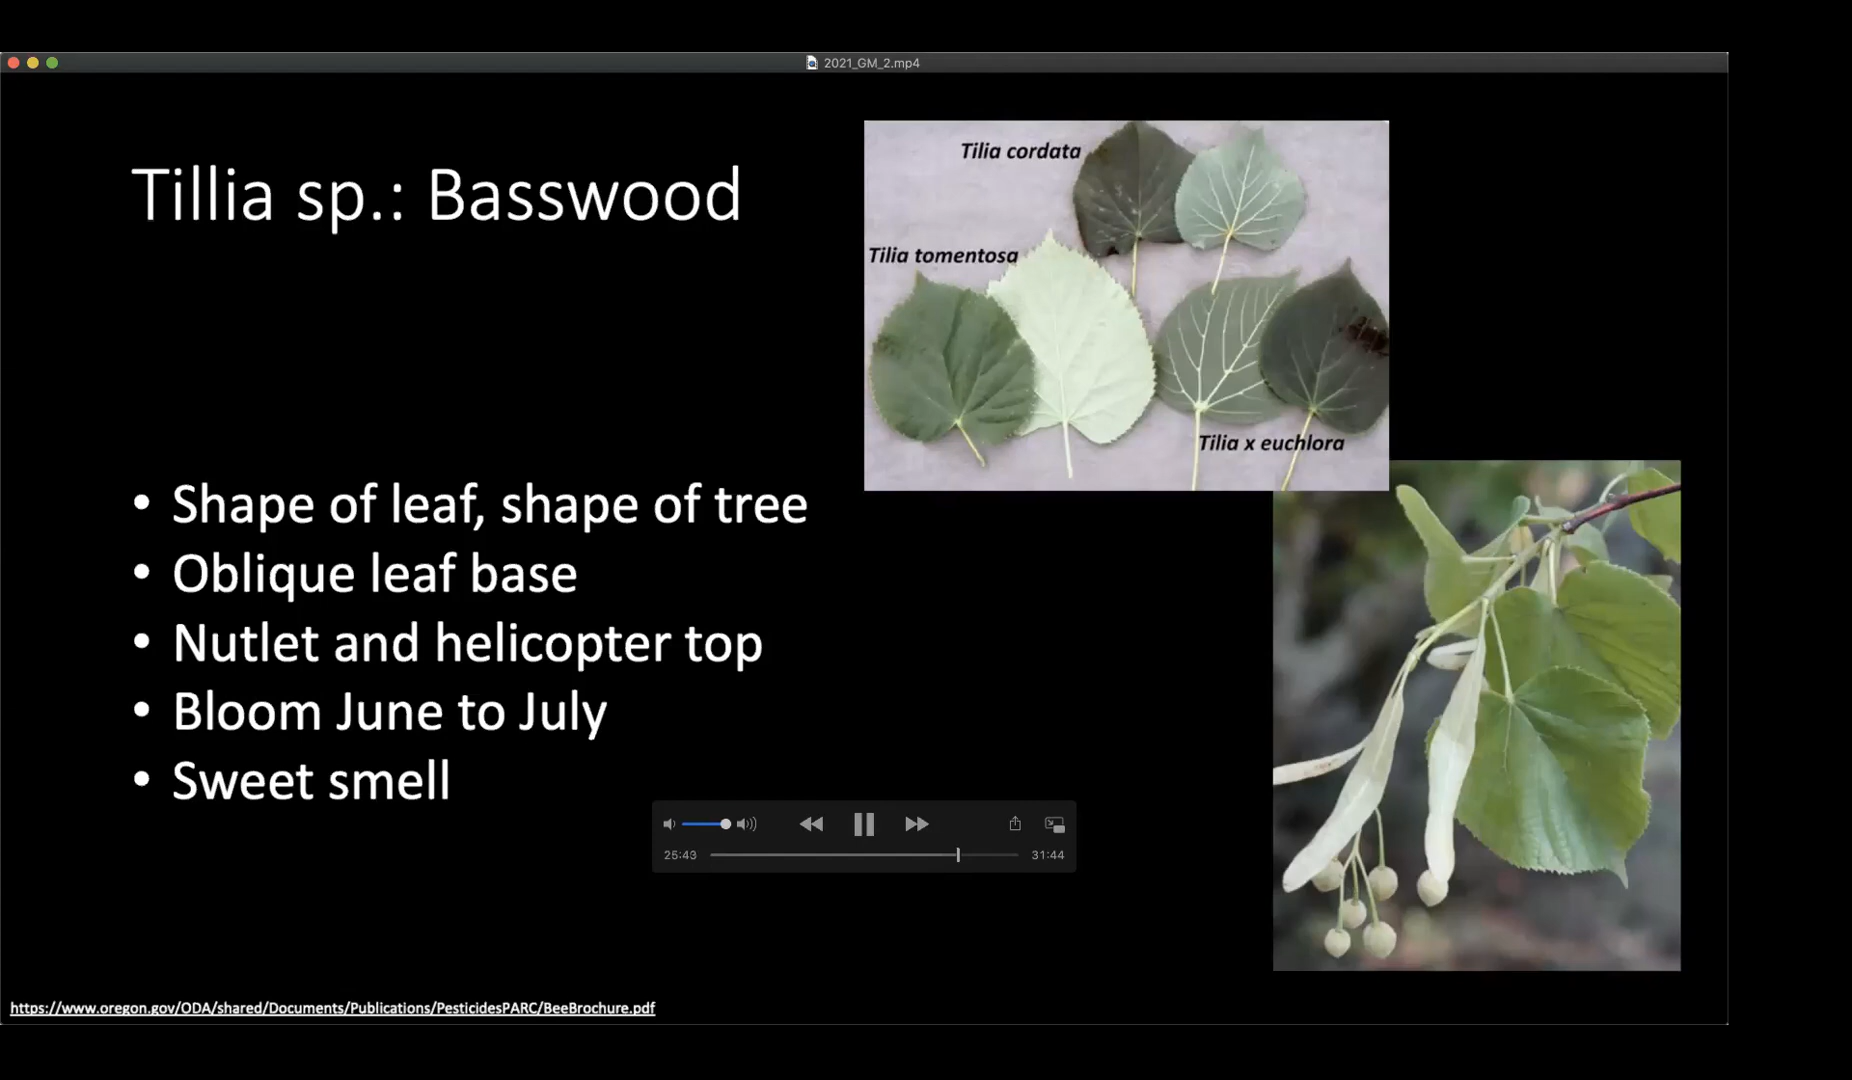 2021_GM_2.mp4
Tillia sp.: Basswood
Tilia cordata
Tilia tomentosa
Tilia x euchlora
• Shape of leaf, shape of tree
• Oblique leaf base
• Nutlet and helicopter top
• Bloom June to July
• Sweet smell
25:43
31:44
https://www.oregon.gov/ODA/shared/Documents/Publications/PesticidesPARC/BeeBrochure.pdf